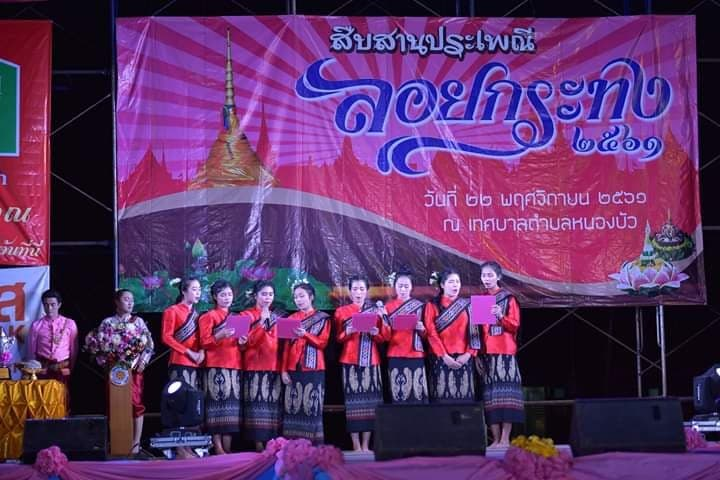 สืบสานประเพณี
ลอยกระทง
๒๕๖๑
วันที่ ๒๒ พฤศจิกายน ๒๕๖๑
ณ เทศบาลตำบลหนองบัว